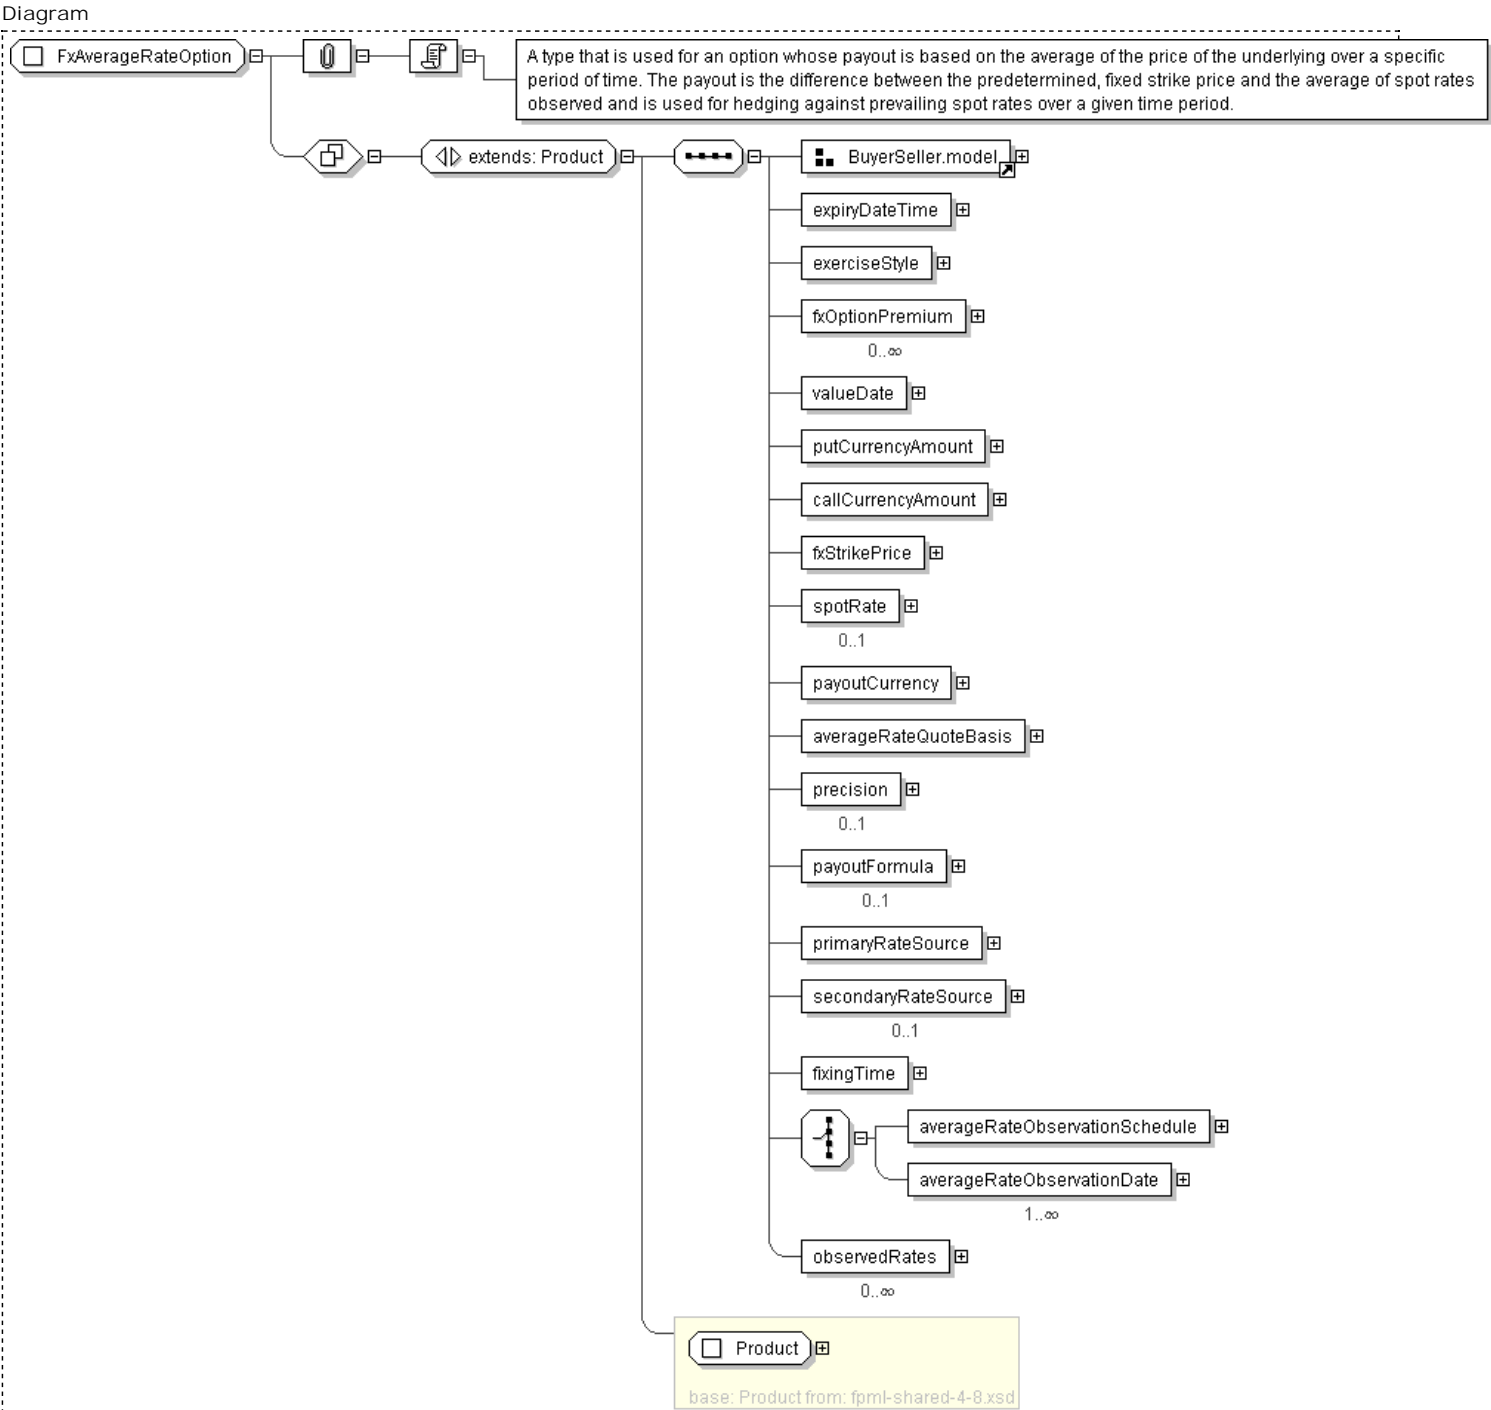 Diagram
FxAverageRateOption
A type that is used for an option whose payout is based on the average of the price of the underlying over a specific
period of time. The payout is the difference between the predetermined, fixed strike price and the average of spot rates
observed and is used for hedging against prevailing spot rates over a given time period.
extends: Product
BuyerSeller.model
expiryDateTime
exerciseStyle
fxOptionPremium
0..∞
valueDate
putCurrencyAmount
callCurrencyAmount
fxStrikePrice
spotRate
0..1
payoutCurrency
averageRateQuoteBasis
precision
0..1
payoutFormula
0..1
primaryRateSource
secondaryRateSource
0..1
fixingTime
averageRateObservationSchedule
averageRateObservationDate
1..∞
observedRates
0..∞
Product
base: Product from: fpml-shared-4-8.xsd